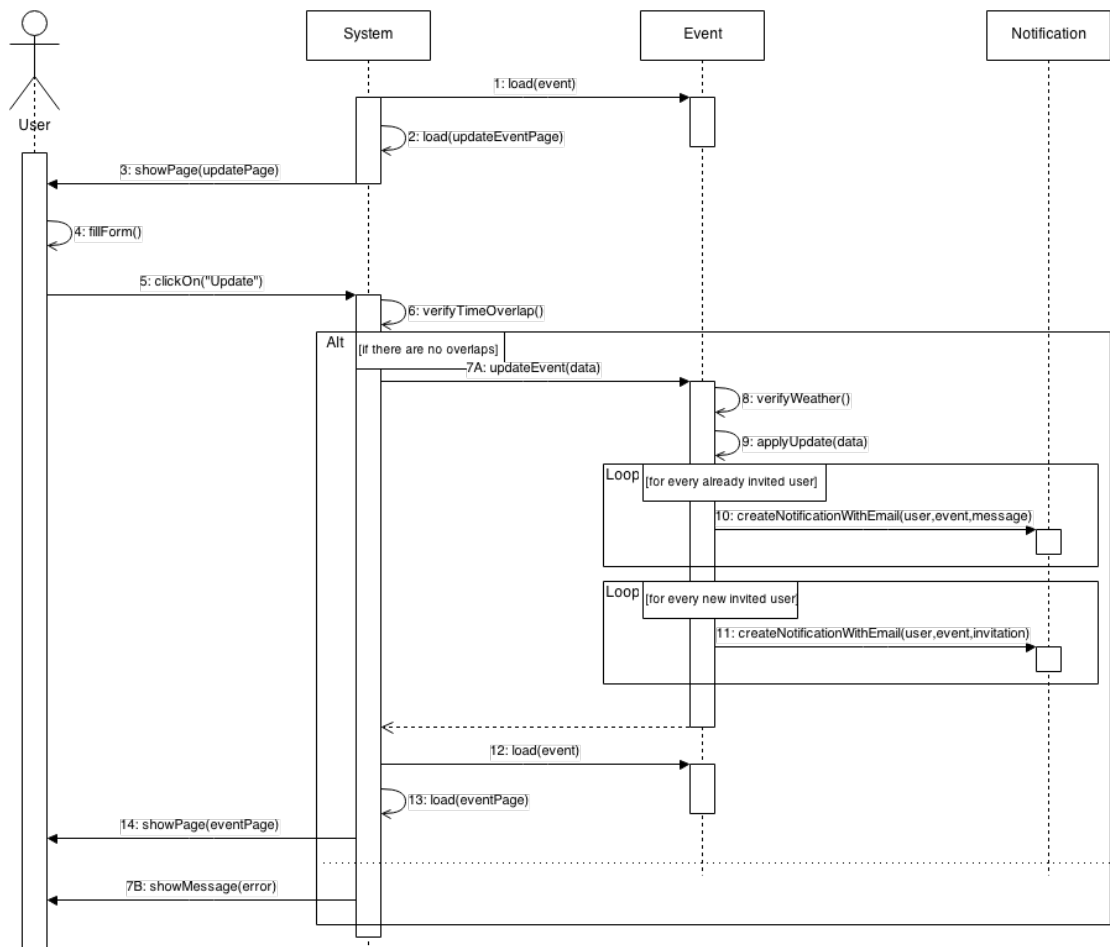 System
Event
Notification
User
1: load(event)
2: load(updateEventPage)
3: showPage(updatePage)
4: fillForm()
5: clickOn("Update")
6: verifyTimeOverlap()
Alt
[if there are no overlaps]
7A: updateEvent(data)
8: verifyWeather()
9: applyUpdate(data)
Loop
[for every already invited user]
10: createNotificationWithEmail(user,event,message)
Loop
[for every new invited user]
11: createNotificationWithEmail(user,event,invitation)
12: load(event)
13: load(eventPage)
14: showPage(eventPage)
7B: showMessage(error)